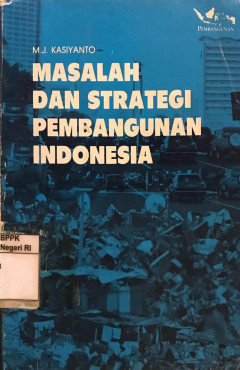 PEMBANGUNAN
M.J. KASIYANTO
MASALAH
DAN STRATEGI
PEMBANGUNAN
INDONESIA
BPPK
Negeri RI